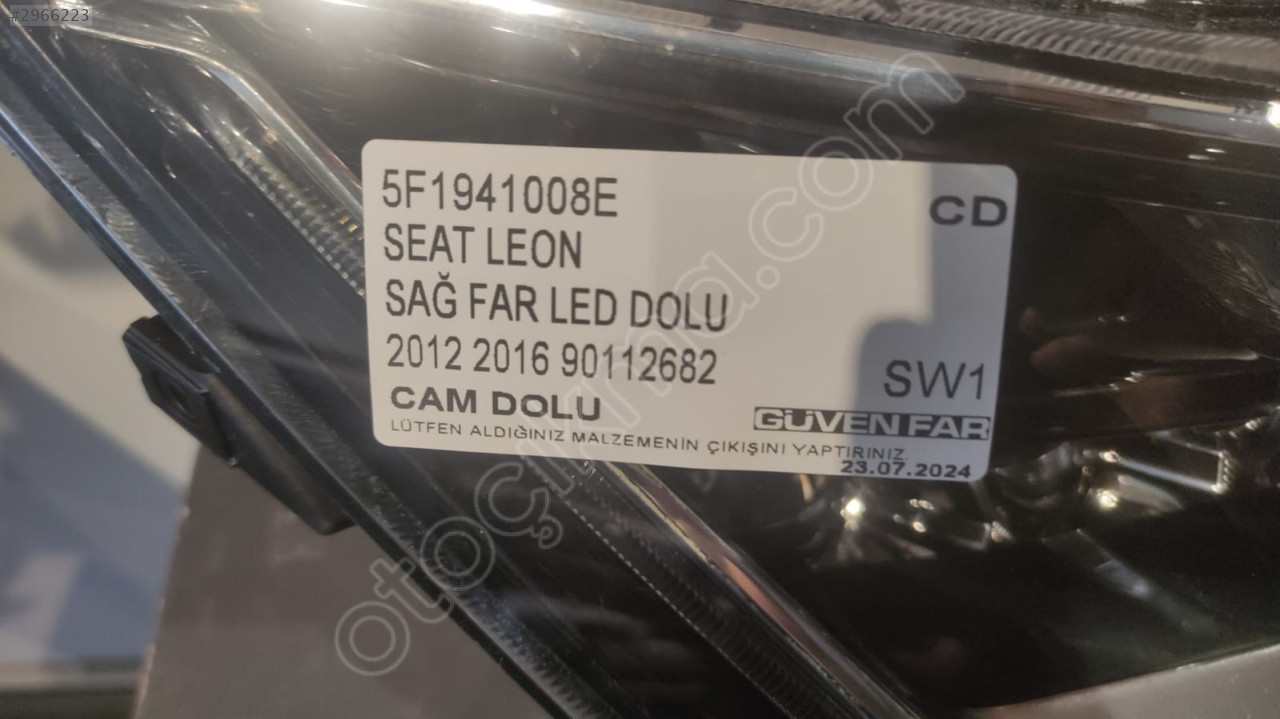 #2966223
5F1941008E
CD
SEAT LEON
SAĞ FAR LED DOLU
2012 2016 90112682
SW1
CAM DOLU
GÜVEN FAR
LÜTFEN ALDIĞINIZ MALZEMENİN ÇIKIŞINI YAPTIRINIZ.
23.07.2024
otoçıkma.com